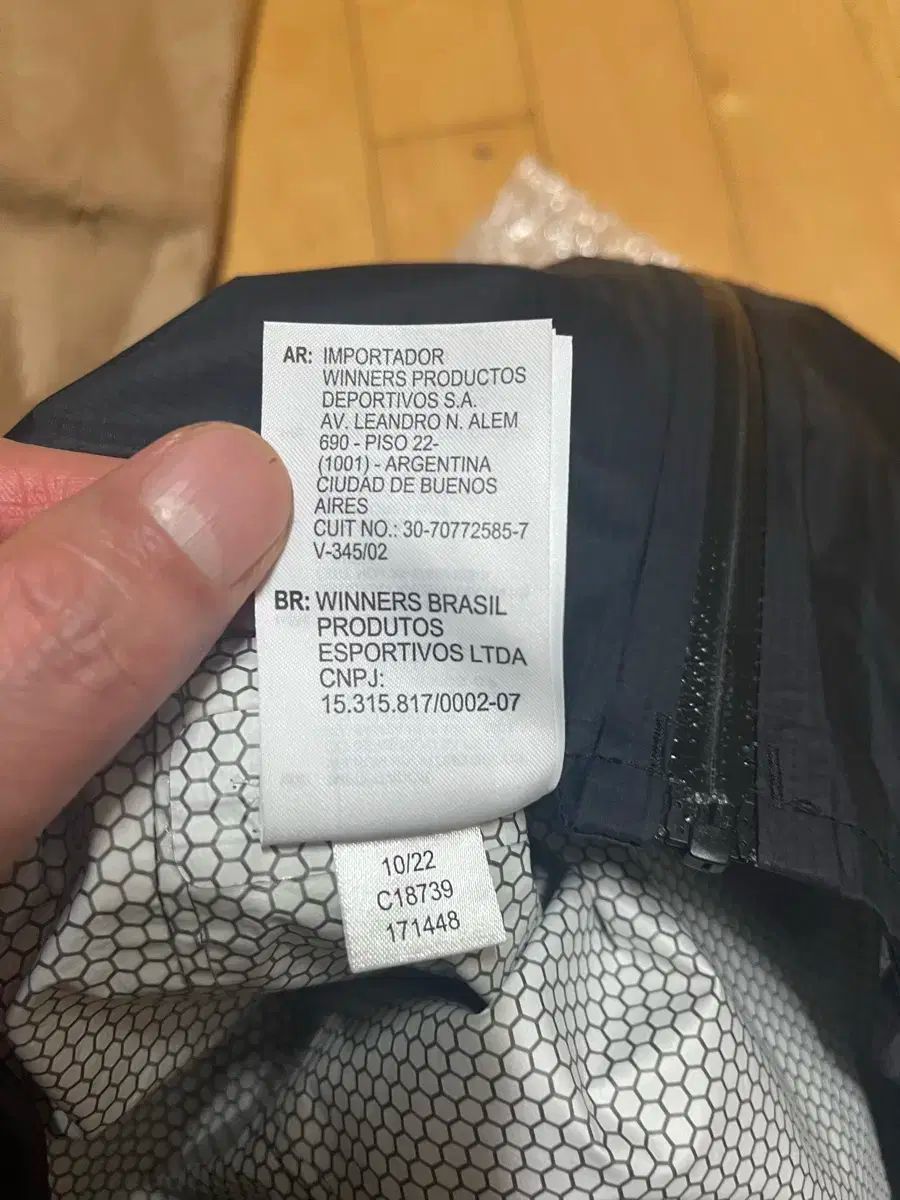 AR: IMPORTADOR
WINNERS PRODUCTOS
DEPORTIVOS S.A.
AV. LEANDRO N. ALEM
690 - PISO 22-
(1001) - ARGENTINA
CIUDAD DE BUENOS
AIRES
CUIT NO.: 30-70772585-7
V-345/02
BR: WINNERS BRASIL
PRODUTOS
ESPORTIVOS LTDA
CNPJ:
15.315.817/0002-07
10/22
C18739
171448